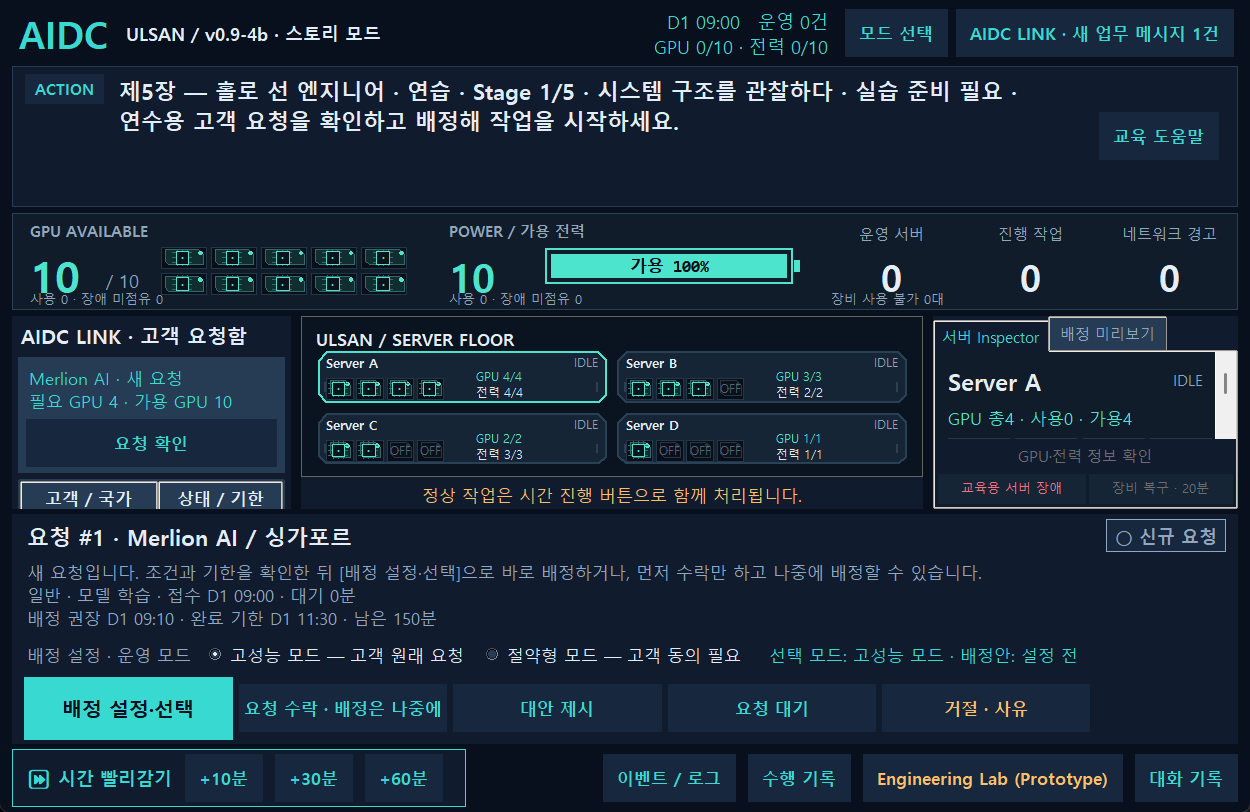 AIDC ULSAN / v0.9-4b · 스토리 모드
D1 09:00 운영 0건
GPU 0/10 · 전력 0/10
모드 선택
AIDC LINK · 새 업무 메시지 1건
ACTION
제5장 — 홀로 선 엔지니어 · 연습 · Stage 1/5 · 시스템 구조를 관찰하다 · 실습 준비 필요 ·
연수용 고객 요청을 확인하고 배정해 작업을 시작하세요.
교육 도움말
GPU AVAILABLE
10 / 10
사용 0 · 장애 미점유 0
POWER / 가용 전력
10
가용 100%
사용 0 · 장애 미점유 0
운영 서버
0
장비 사용 불가 0대
진행 작업
0
네트워크 경고
0
AIDC LINK · 고객 요청함
Merlion AI · 새 요청
필요 GPU 4 · 가용 GPU 10
요청 확인
고객 / 국가
상태 / 기한
ULSAN / SERVER FLOOR
Server A IDLE
GPU 4/4
전력 4/4
Server B IDLE
OFF
GPU 3/3
전력 2/2
Server C IDLE
OFF OFF
GPU 2/2
전력 3/3
Server D IDLE
OFF OFF OFF
GPU 1/1
전력 1/1
정상 작업은 시간 진행 버튼으로 함께 처리됩니다.
서버 Inspector
배정 미리보기
Server A IDLE
GPU 총4 · 사용0 · 가용4
GPU·전력 정보 확인
교육용 서버 장애
장비 복구 · 20분
요청 #1 · Merlion AI / 싱가포르
○ 신규 요청
새 요청입니다. 조건과 기한을 확인한 뒤 [배정 설정·선택]으로 바로 배정하거나, 먼저 수락만 하고 나중에 배정할 수 있습니다.
일반 · 모델 학습 · 접수 D1 09:00 · 대기 0분
배정 권장 D1 09:10 · 완료 기한 D1 11:30 · 남은 150분
배정 설정 · 운영 모드 고성능 모드 — 고객 원래 요청 절약형 모드 — 고객 동의 필요 선택 모드: 고성능 모드 · 배정안: 설정 전
배정 설정·선택
요청 수락 · 배정은 나중에
대안 제시
요청 대기
거절 · 사유
시간 빨리감기
+10분
+30분
+60분
이벤트 / 로그
수행 기록
Engineering Lab (Prototype)
대화 기록